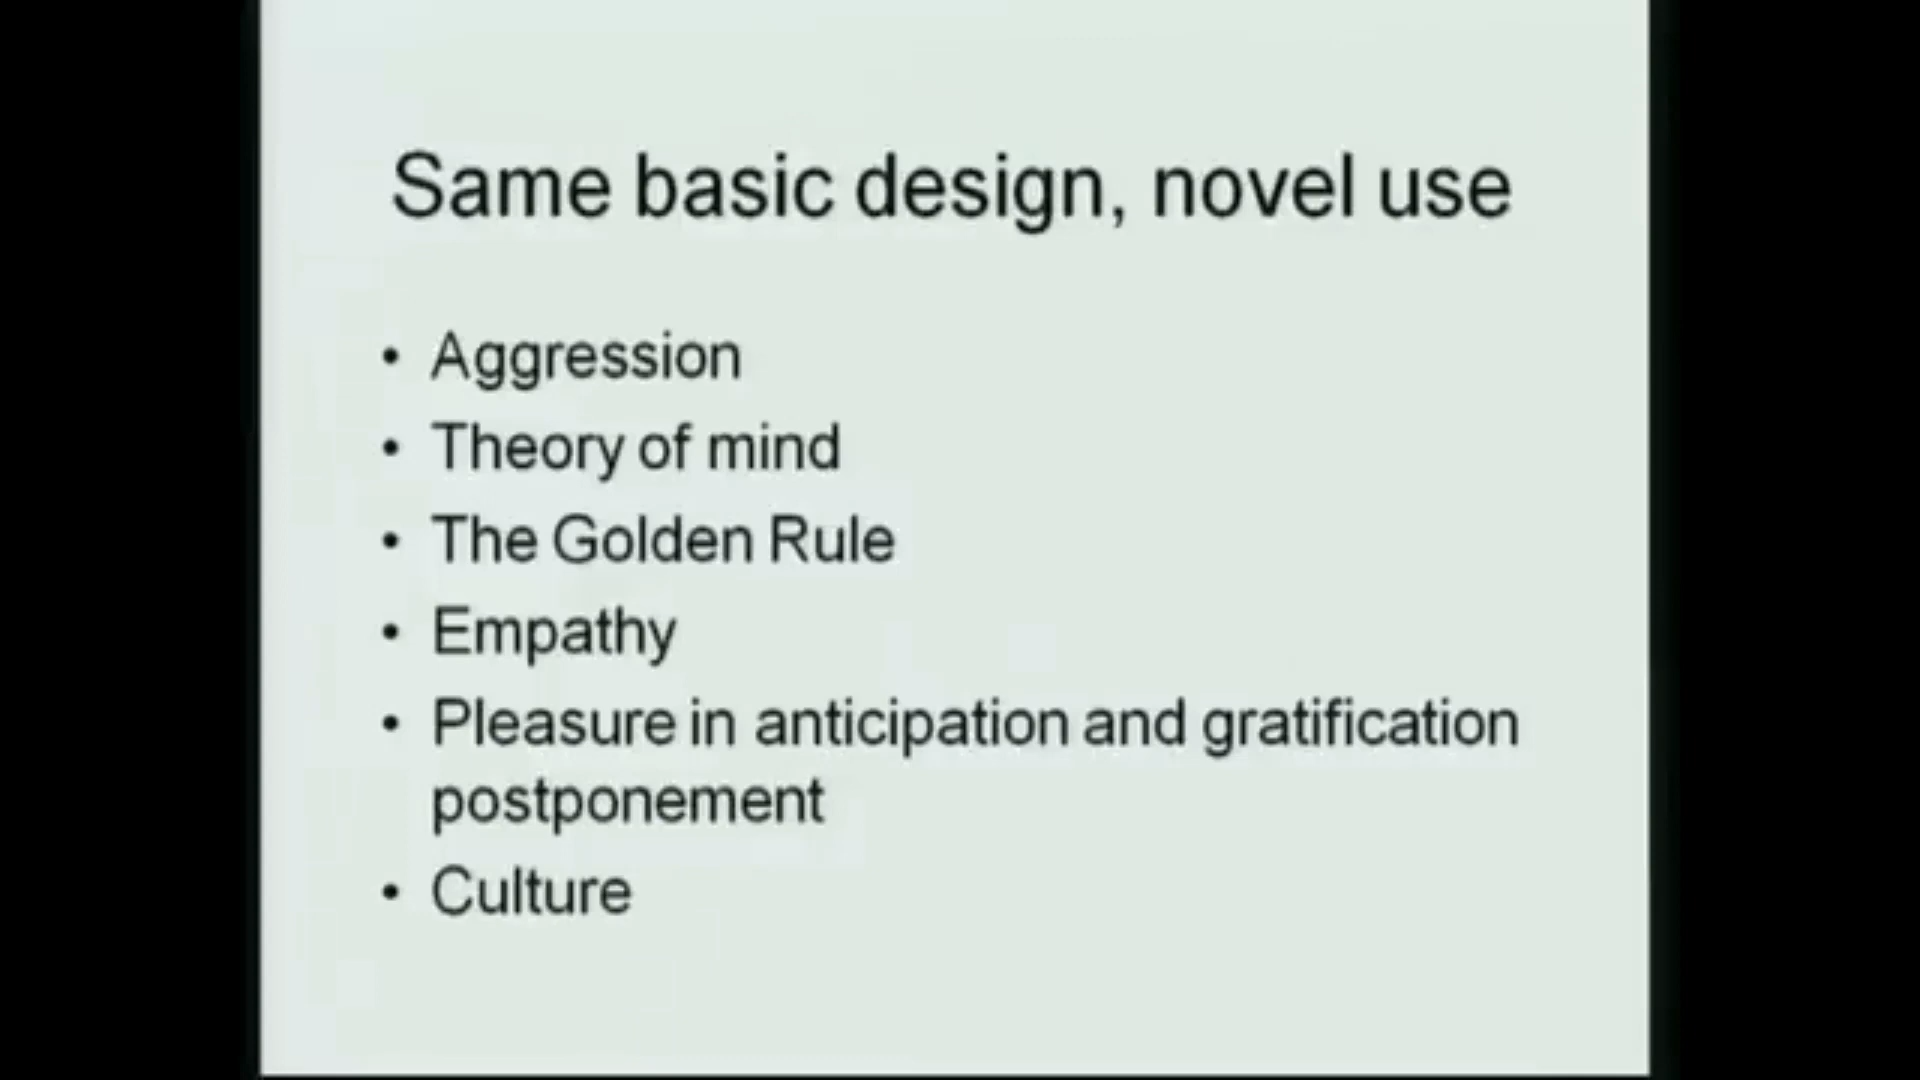 Same basic design, novel use
• Aggression
• Theory of mind
• The Golden Rule
• Empathy
• Pleasure in anticipation and gratification
postponement
• Culture